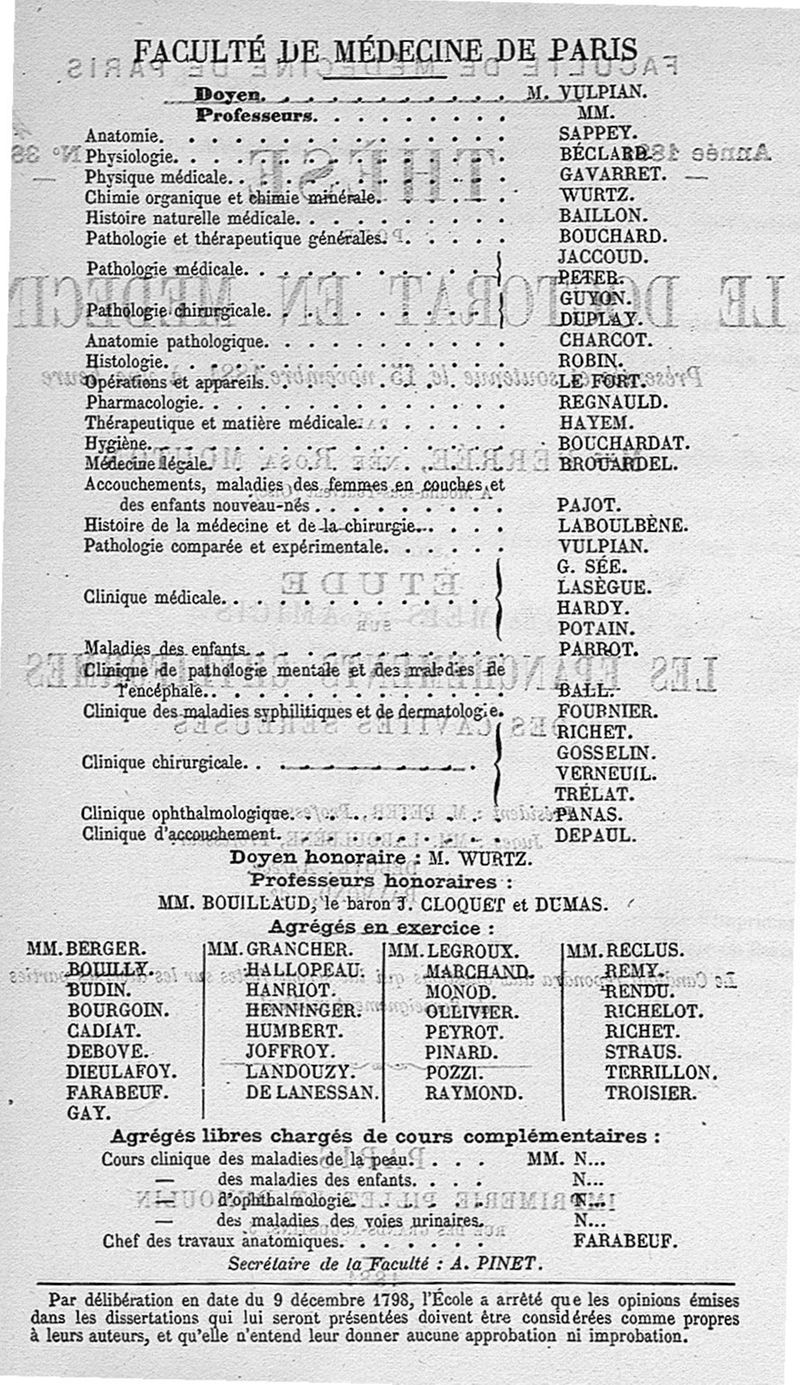 FACULTÉ DE MÉDECINE DE PARIS
Doyen. . . . . . . . . . M. VULPIAN.
Professeurs. . . . . . . . . MM.
Anatomie. . . . . . . . . . . . . . SAPPEY.
Physiologie. . . . . . . . . . . . . BÉCLARD.
Physique médicale. . . . . . . . . . . GAVARRET.
Chimie organique et chimie minérale. . . . . . WURTZ.
Histoire naturelle médicale. . . . . . . . . BAILLON.
Pathologie et thérapeutique générales. . . . . . BOUCHARD.
Pathologie médicale. . . . . . . . . . . { JACCOUD.
PETER.
Pathologie chirurgicale. . . . . . . . . . { GUYON.
DUPLAY.
Anatomie pathologique. . . . . . . . . . CHARCOT.
Histologie. . . . . . . . . . . . . . ROBIN.
Opérations et appareils. . . . . . . . . . LE FORT.
Pharmacologie. . . . . . . . . . . . . REGNAULD.
Thérapeutique et matière médicale. . . . . . . HAYEM.
Hygiène. . . . . . . . . . . . . . . BOUCHARDAT.
Médecine légale. . . . . . . . . . . . BROUARDEL.
Accouchements, maladies des femmes en couches et
des enfants nouveau-nés . . . . . . . . . PAJOT.
Histoire de la médecine et de la chirurgie. . . . . LABOULBÈNE.
Pathologie comparée et expérimentale. . . . . . VULPIAN.
Clinique médicale. . . . . . . . . . . . { G. SÉE.
LASÈGUE.
HARDY.
POTAIN.
Maladies des enfants. . . . . . . . . . . PARROT.
Clinique de pathologie mentale et des maladies de
l'encéphale. . . . . . . . . . . . . BALL.
Clinique des maladies syphilitiques et de dermatologie. FOURNIER.
Clinique chirurgicale. . . . . . . . . . . { RICHET.
GOSSELIN.
VERNEUIL.
TRÉLAT.
Clinique ophthalmologique. . . . . . . . . PANAS.
Clinique d'accouchement. . . . . . . . . . DEPAUL.
Doyen honoraire : M. WURTZ.
Professeurs honoraires :
MM. BOUILLAUD, le baron J. CLOQUET et DUMAS.
Agrégés en exercice :
MM. BERGER. MM. GRANCHER. MM. LEGROUX. MM. RECLUS.
BOUILLY. HALLOPEAU. MARCHAND. REMY.
BUDIN. HANRIOT. MONOD. RENDU.
BOURGOIN. HENNINGER. OLLIVIER. RICHELOT.
CADIAT. HUMBERT. PEYROT. RICHET.
DEBOVE. JOFFROY. PINARD. STRAUS.
DIEULAFOY. LANDOUZY. POZZI. TERRILLON.
FARABEUF. DE LANESSAN. RAYMOND. TROISIER.
GAY.
Agrégés libres chargés de cours complémentaires :
Cours clinique des maladies de la peau. . . . MM. N...
— des maladies des enfants. . . . N...
— d'ophthalmologie. . . . . . . N...
— des maladies des voies urinaires. N...
Chef des travaux anatomiques. . . . . . . FARABEUF.
Secrétaire de la Faculté : A. PINET.
Par délibération en date du 9 décembre 1798, l'École a arrêté que les opinions émises
dans les dissertations qui lui seront présentées doivent être considérées comme propres
à leurs auteurs, et qu'elle n'entend leur donner aucune approbation ni improbation.